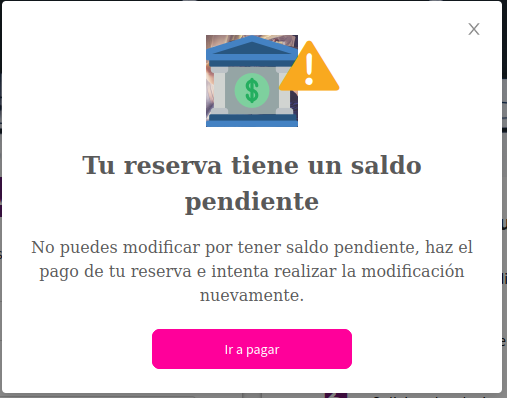 Tu reserva tiene un saldo
pendiente
No puedes modificar por tener saldo pendiente, haz el
pago de tu reserva e intenta realizar la modificación
nuevamente.
Ir a pagar